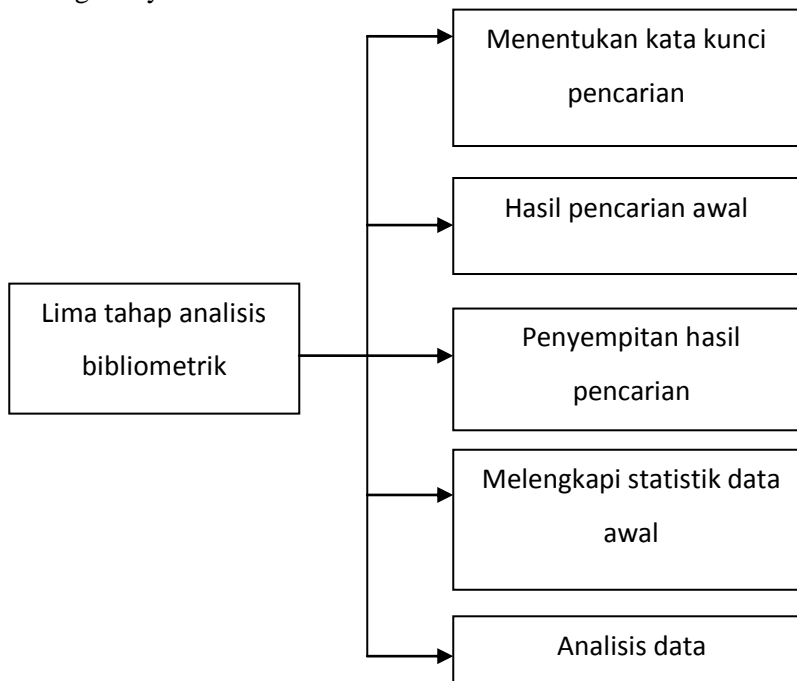 Menentukan kata kunci
pencarian
Hasil pencarian awal
Lima tahap analisis
bibliometrik
Penyempitan hasil
pencarian
Melengkapi statistik data
awal
Analisis data